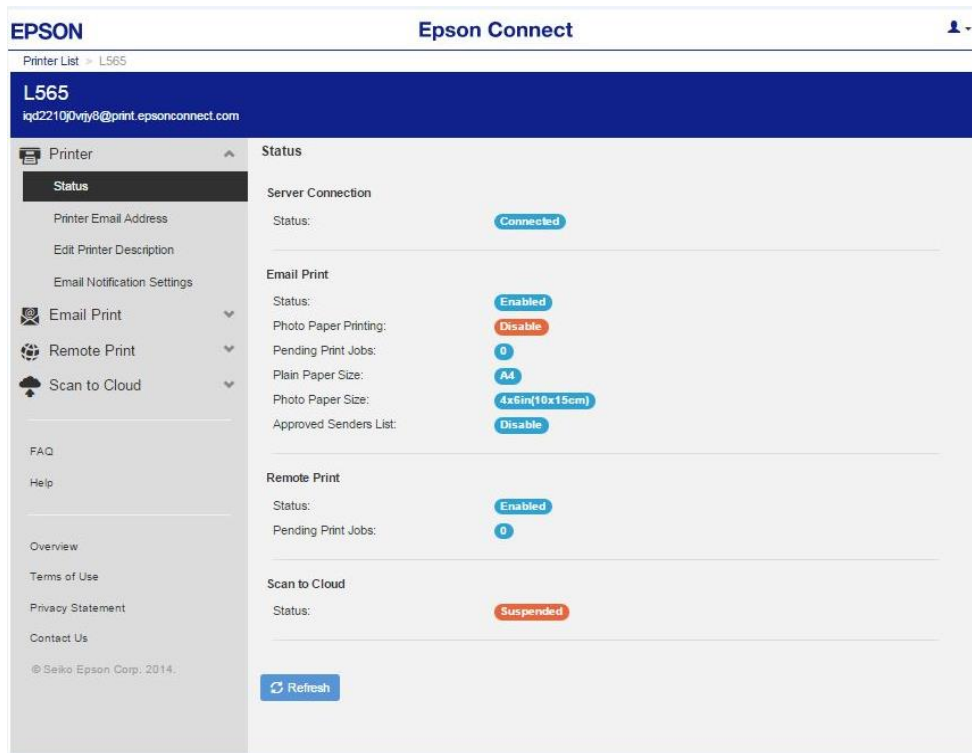 EPSON
Epson Connect
Printer List > L565
L565
iqd2210j0vrjy8@print.epsonconnect.com
Printer
Status
Printer Email Address
Edit Printer Description
Email Notification Settings
Email Print
Remote Print
Scan to Cloud
FAQ
Help
Overview
Terms of Use
Privacy Statement
Contact Us
© Seiko Epson Corp. 2014.
Status
Server Connection
Status: Connected
Email Print
Status: Enabled
Photo Paper Printing: Disable
Pending Print Jobs: 0
Plain Paper Size: A4
Photo Paper Size: 4x6in(10x15cm)
Approved Senders List: Disable
Remote Print
Status: Enabled
Pending Print Jobs: 0
Scan to Cloud
Status: Suspended
Refresh